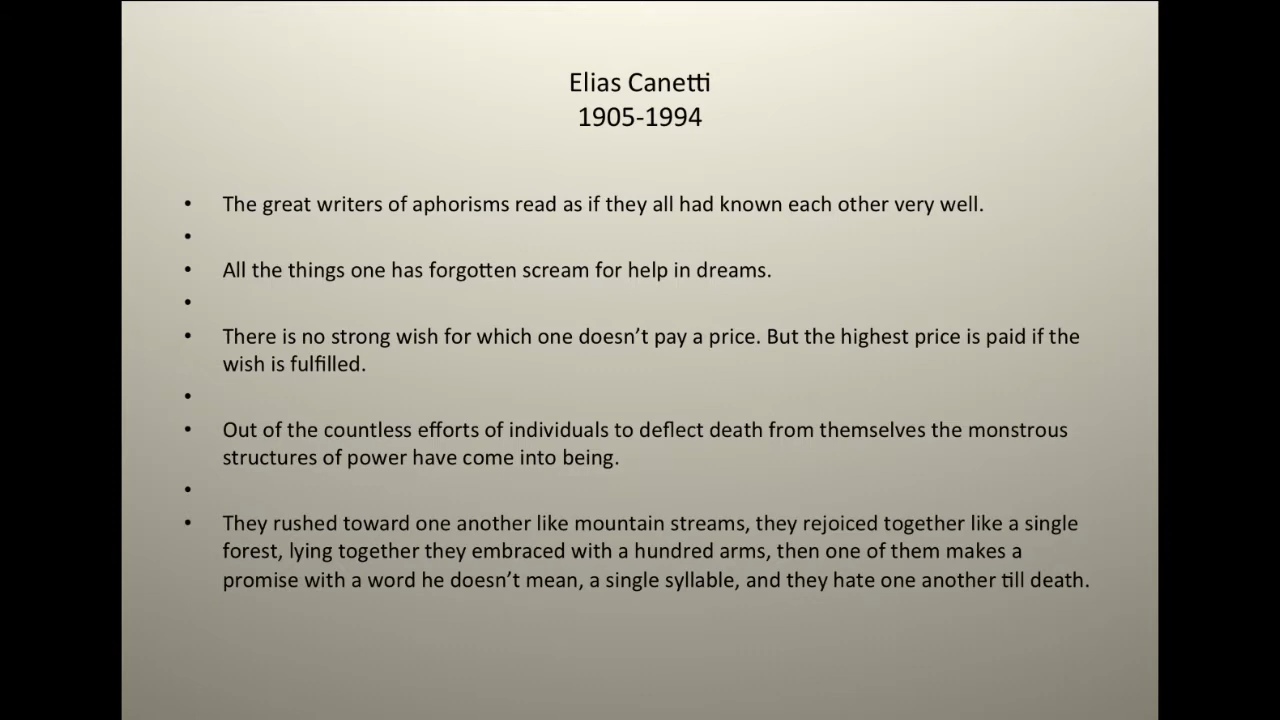 Elias Canetti
1905-1994
• The great writers of aphorisms read as if they all had known each other very well.
•
• All the things one has forgotten scream for help in dreams.
•
• There is no strong wish for which one doesn’t pay a price. But the highest price is paid if the
wish is fulfilled.
•
• Out of the countless efforts of individuals to deflect death from themselves the monstrous
structures of power have come into being.
•
• They rushed toward one another like mountain streams, they rejoiced together like a single
forest, lying together they embraced with a hundred arms, then one of them makes a
promise with a word he doesn’t mean, a single syllable, and they hate one another till death.